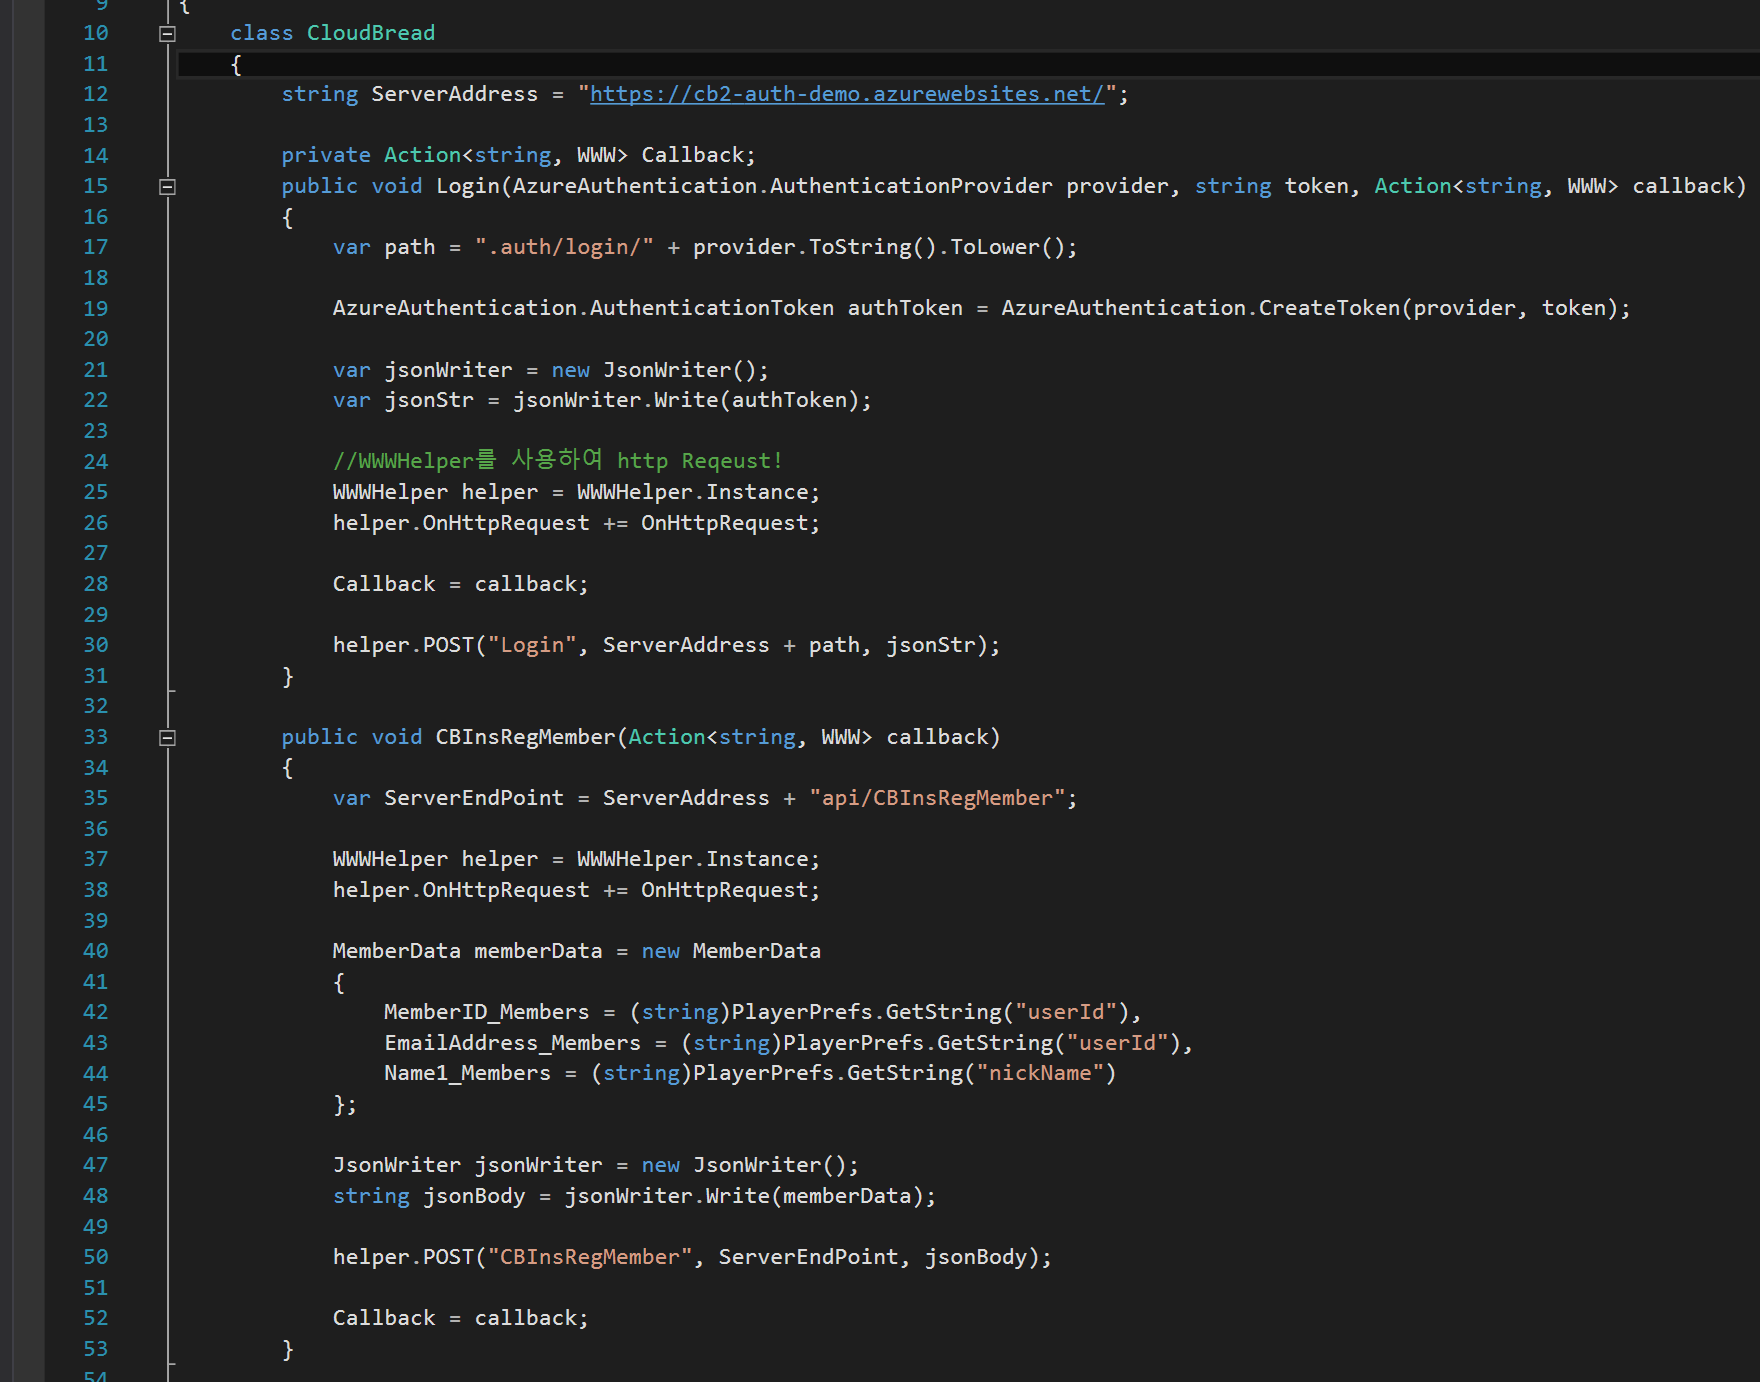 9 {
10 class CloudBread
11 {
12 string ServerAddress = "https://cb2-auth-demo.azurewebsites.net/";
13
14 private Action<string, WWW> Callback;
15 public void Login(AzureAuthentication.AuthenticationProvider provider, string token, Action<string, WWW> callback)
16 {
17 var path = ".auth/login/" + provider.ToString().ToLower();
18
19 AzureAuthentication.AuthenticationToken authToken = AzureAuthentication.CreateToken(provider, token);
20
21 var jsonWriter = new JsonWriter();
22 var jsonStr = jsonWriter.Write(authToken);
23
24 //WWWHelper를 사용하여 http Reqeust!
25 WWWHelper helper = WWWHelper.Instance;
26 helper.OnHttpRequest += OnHttpRequest;
27
28 Callback = callback;
29
30 helper.POST("Login", ServerAddress + path, jsonStr);
31 }
32
33 public void CBInsRegMember(Action<string, WWW> callback)
34 {
35 var ServerEndPoint = ServerAddress + "api/CBInsRegMember";
36
37 WWWHelper helper = WWWHelper.Instance;
38 helper.OnHttpRequest += OnHttpRequest;
39
40 MemberData memberData = new MemberData
41 {
42 MemberID_Members = (string)PlayerPrefs.GetString("userId"),
43 EmailAddress_Members = (string)PlayerPrefs.GetString("userId"),
44 Name1_Members = (string)PlayerPrefs.GetString("nickName")
45 };
46
47 JsonWriter jsonWriter = new JsonWriter();
48 string jsonBody = jsonWriter.Write(memberData);
49
50 helper.POST("CBInsRegMember", ServerEndPoint, jsonBody);
51
52 Callback = callback;
53 }
54